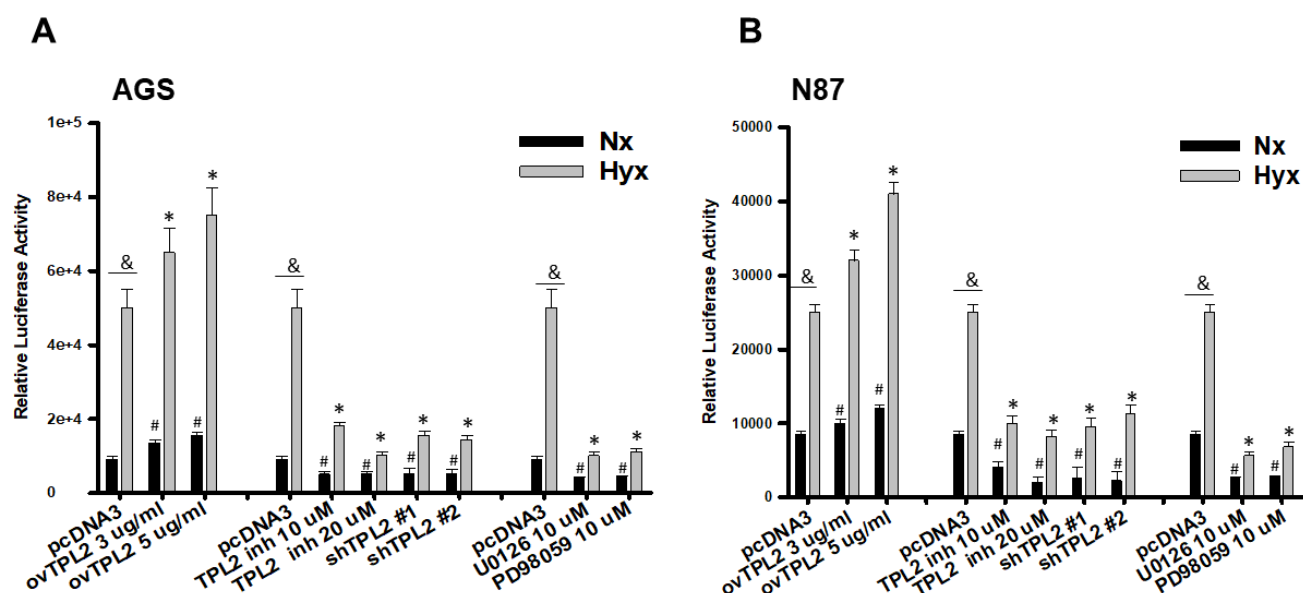 A
AGS
Relative Luciferase Activity
1e+5
8e+4
6e+4
4e+4
2e+4
0
Nx
Hyx
&
#
*
#
*
&
#
*
#
*
#
*
#
*
&
#
*
#
*
pcDNA3
ovTPL2 3 ug/ml
ovTPL2 5 ug/ml
pcDNA3
TPL2 inh 10 uM
TPL2 inh 20 uM
shTPL2 #1
shTPL2 #2
pcDNA3
U0126 10 uM
PD98059 10 uM
B
N87
Relative Luciferase Activity
50000
40000
30000
20000
10000
0
Nx
Hyx
&
#
*
#
*
&
#
*
#
*
#
*
#
*
&
#
*
#
*
pcDNA3
ovTPL2 3 ug/ml
ovTPL2 5 ug/ml
pcDNA3
TPL2 inh 10 uM
TPL2 inh 20 uM
shTPL2 #1
shTPL2 #2
pcDNA3
U0126 10 uM
PD98059 10 uM